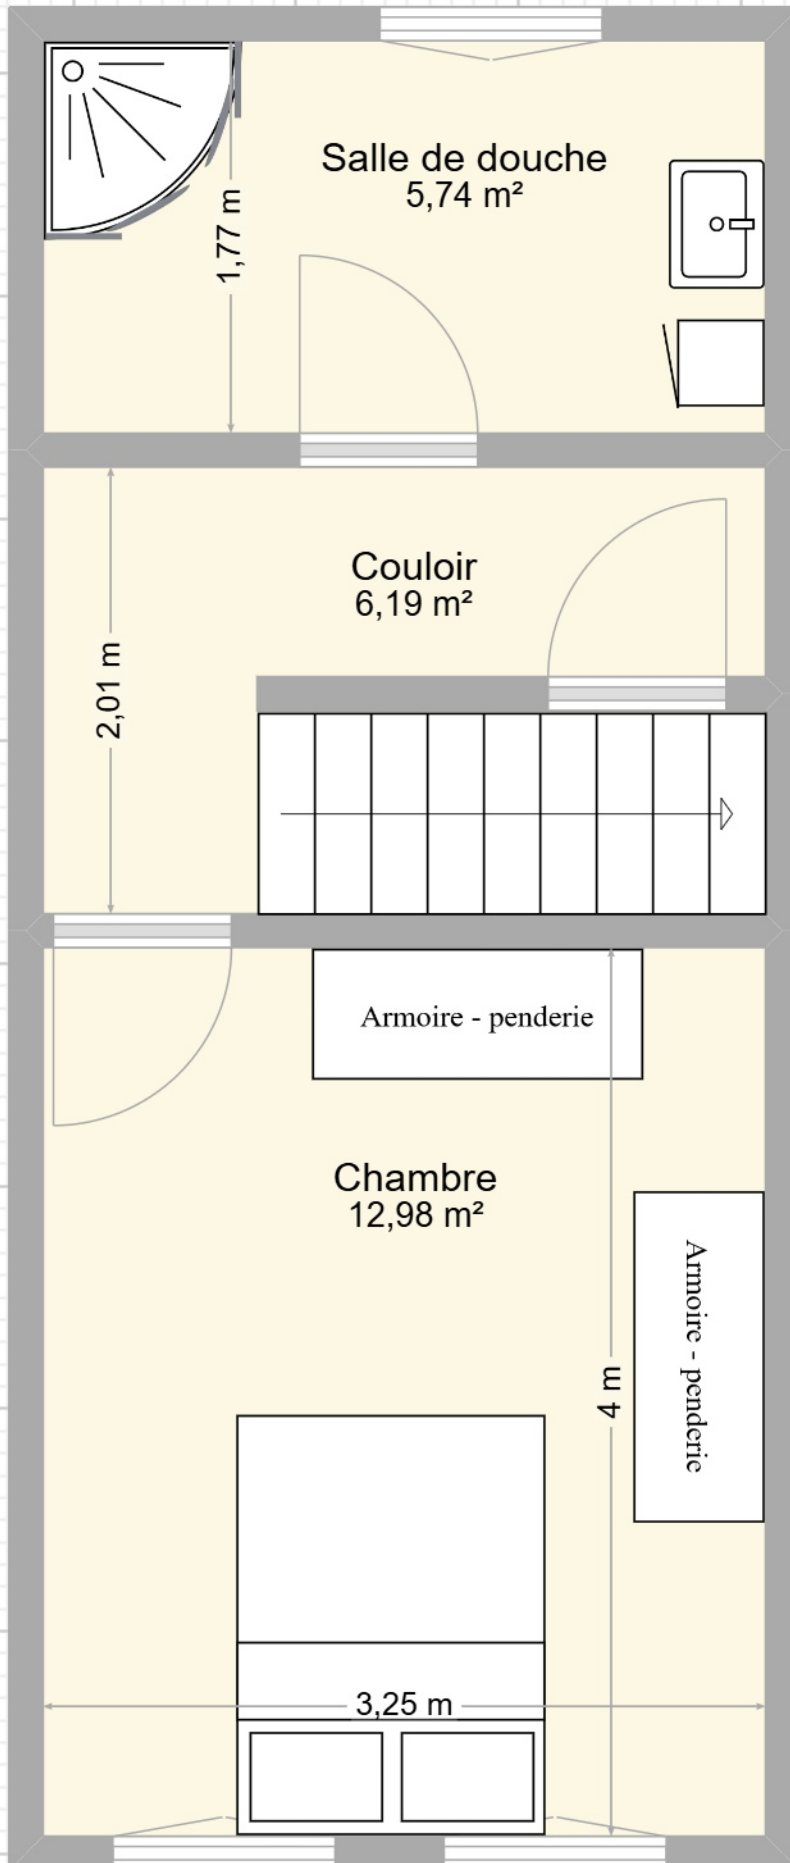 Salle de douche
5,74 m²
1,77 m
Couloir
6,19 m²
2,01 m
Armoire - penderie
Chambre
12,98 m²
Armoire - penderie
4 m
3,25 m